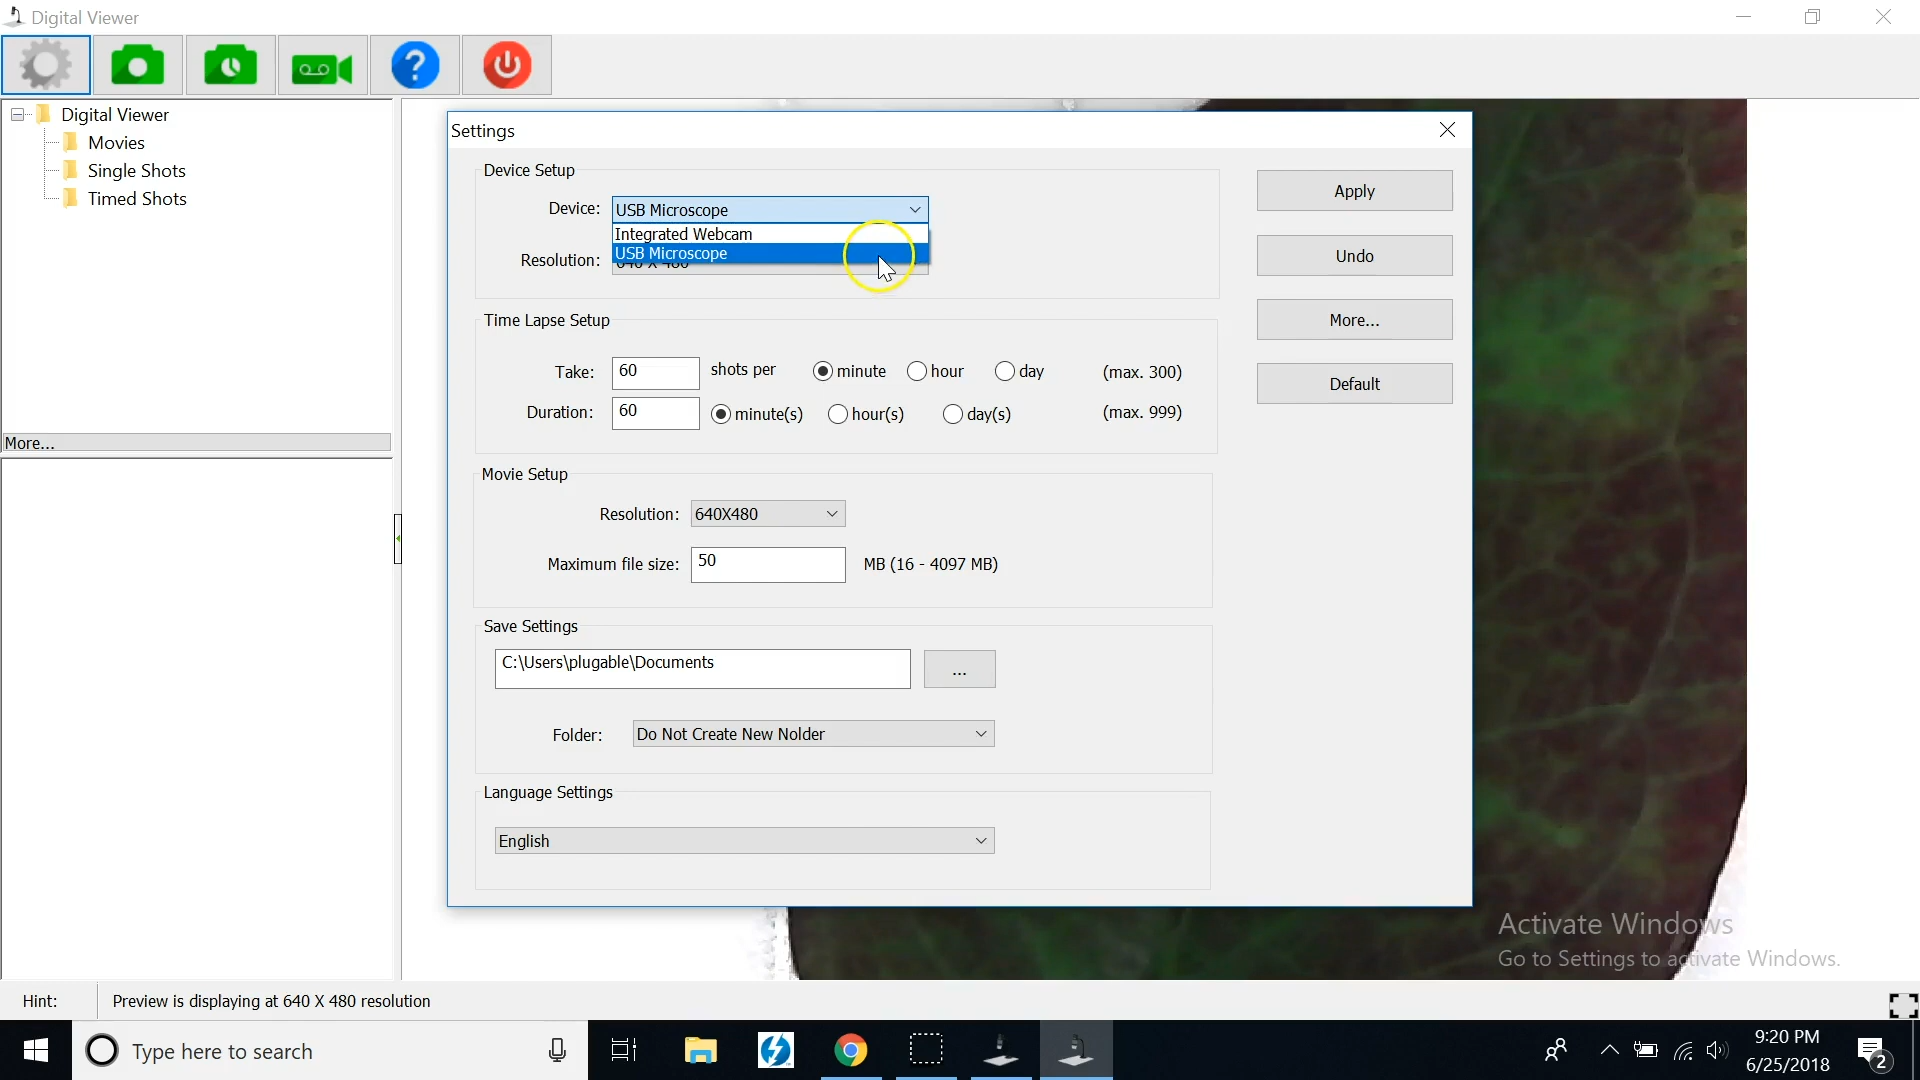 Digital Viewer
Digital Viewer
Movies
Single Shots
Timed Shots
More...
Settings
Device Setup
Device: USB Microscope
Integrated Webcam
USB Microscope
Resolution: 640 X 480
Time Lapse Setup
Take: 60 shots per minute hour day (max. 300)
Duration: 60 minute(s) hour(s) day(s) (max. 999)
Movie Setup
Resolution: 640X480
Maximum file size: 50 MB (16 - 4097 MB)
Save Settings
C:\Users\plugable\Documents
...
Folder: Do Not Create New Nolder
Language Settings
English
Apply
Undo
More...
Default
Activate Windows
Go to Settings to activate Windows.
Hint: Preview is displaying at 640 X 480 resolution
Type here to search
9:20 PM
6/25/2018
2